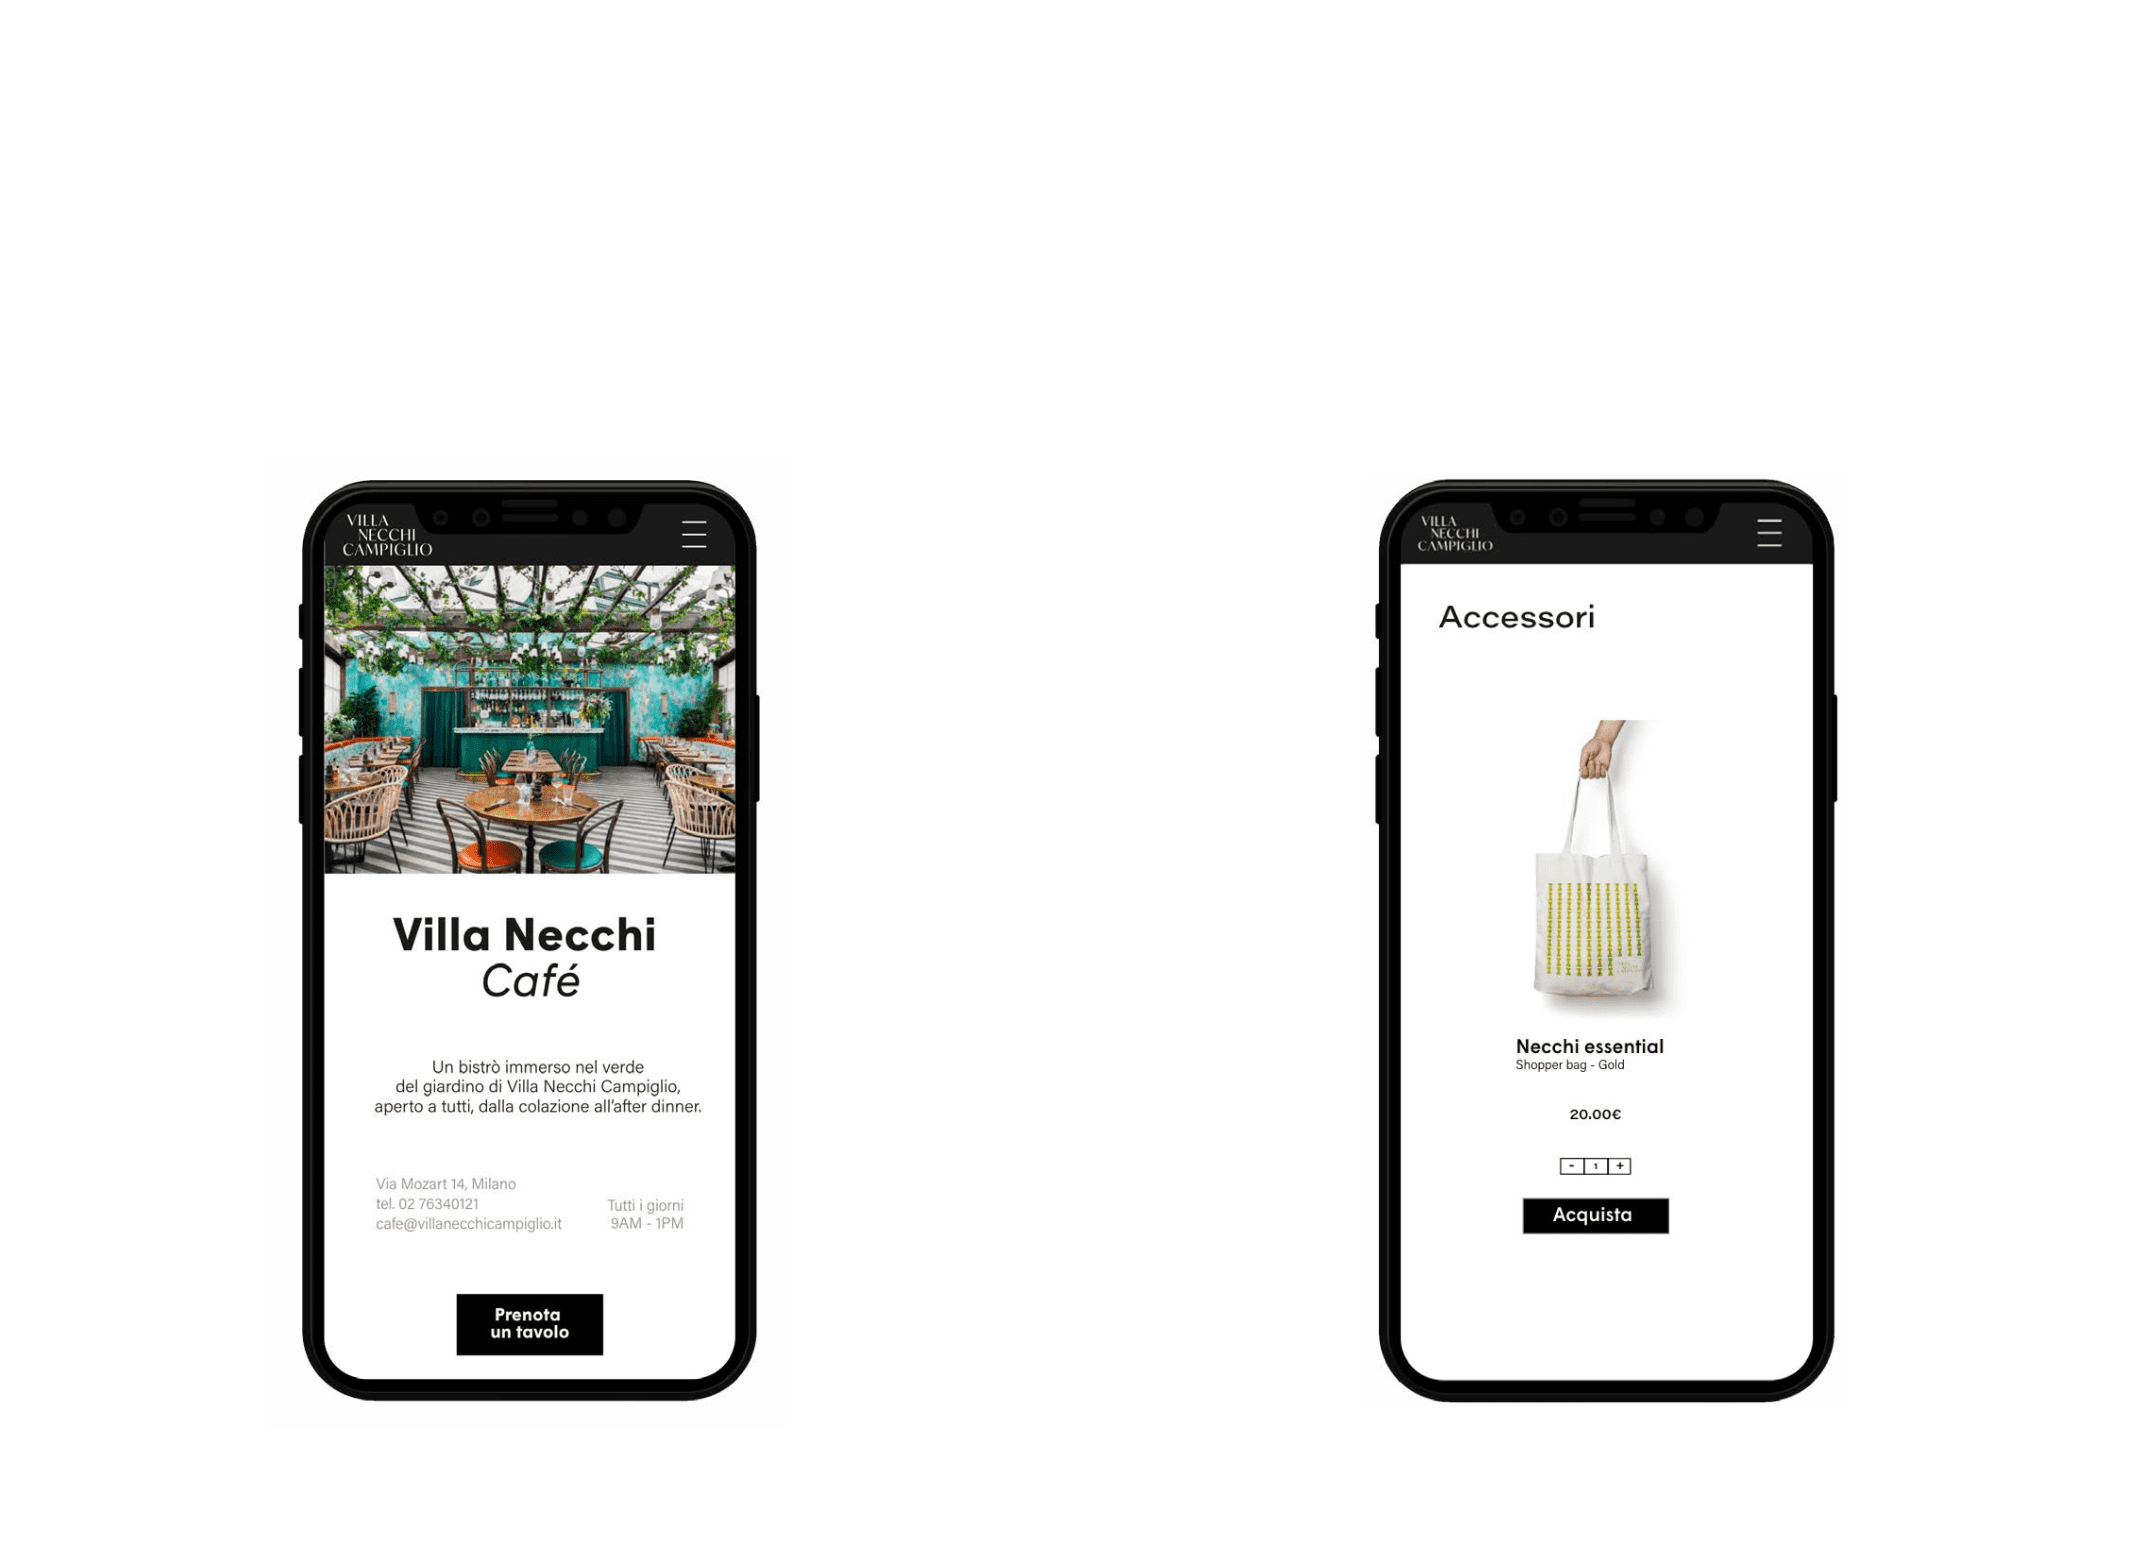 VILLA
NECCHI
CAMPIGLIO
Villa Necchi
Café
Un bistrò immerso nel verde
del giardino di Villa Necchi Campiglio,
aperto a tutti, dalla colazione all'after dinner.
Via Mozart 14, Milano
tel. 02 76340121
cafe@villanecchicampiglio.it
Tutti i giorni
9AM - 1PM
Prenota
un tavolo
VILLA
NECCHI
CAMPIGLIO
Accessori
Necchi essential
Shopper bag - Gold
20.00€
- 1 +
Acquista